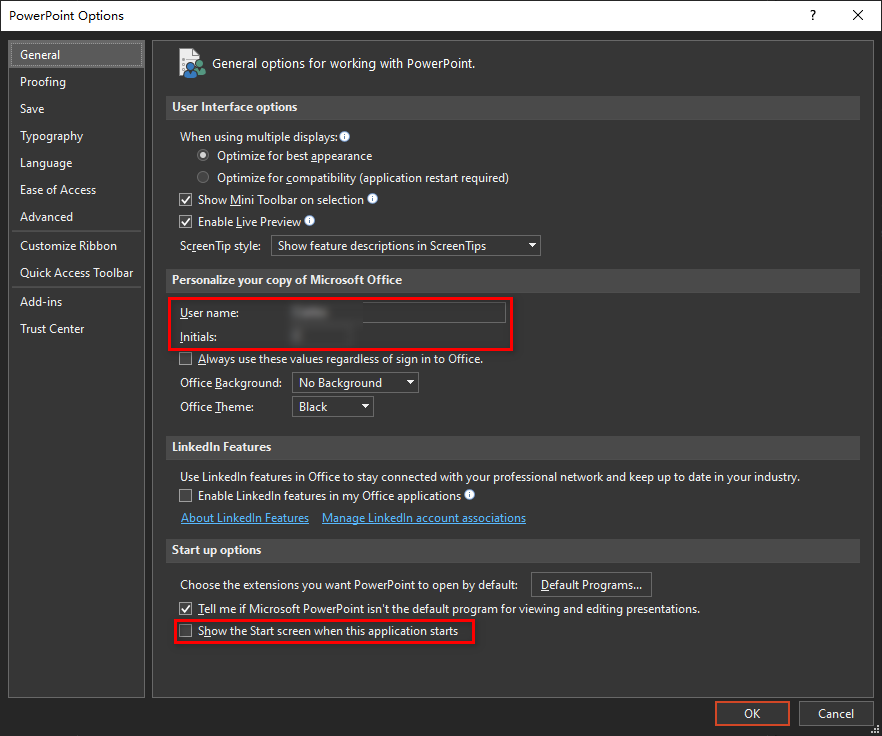 PowerPoint Options
?
General
Proofing
Save
Typography
Language
Ease of Access
Advanced
Customize Ribbon
Quick Access Toolbar
Add-ins
Trust Center
General options for working with PowerPoint.
User Interface options
When using multiple displays:
Optimize for best appearance
Optimize for compatibility (application restart required)
Show Mini Toolbar on selection
Enable Live Preview
ScreenTip style: Show feature descriptions in ScreenTips
Personalize your copy of Microsoft Office
User name:
Initials:
Always use these values regardless of sign in to Office.
Office Background: No Background
Office Theme: Black
LinkedIn Features
Use LinkedIn features in Office to stay connected with your professional network and keep up to date in your industry.
Enable LinkedIn features in my Office applications
About LinkedIn Features Manage LinkedIn account associations
Start up options
Choose the extensions you want PowerPoint to open by default: Default Programs...
Tell me if Microsoft PowerPoint isn't the default program for viewing and editing presentations.
Show the Start screen when this application starts
OK Cancel